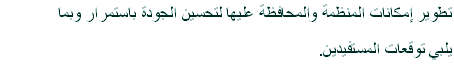 تطوير إمكانات المنظمة والمحافظة عليها لتحسين الجودة باستمرار وبما
يلبي توقعات المستفيدين.